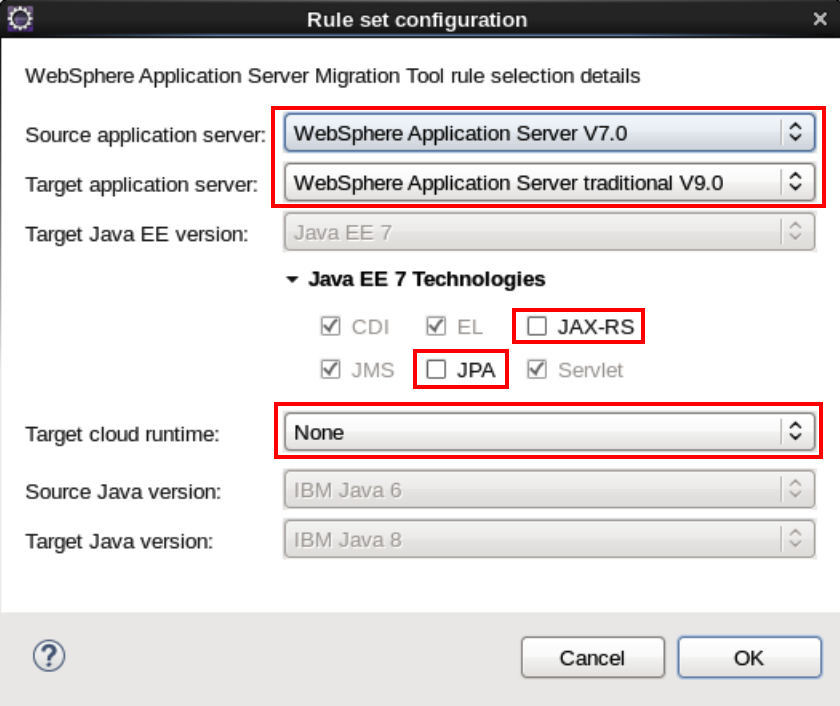 Rule set configuration
WebSphere Application Server Migration Tool rule selection details
Source application server: WebSphere Application Server V7.0
Target application server: WebSphere Application Server traditional V9.0
Target Java EE version: Java EE 7
Java EE 7 Technologies
CDI EL JAX-RS
JMS JPA Servlet
Target cloud runtime: None
Source Java version: IBM Java 6
Target Java version: IBM Java 8
? Cancel OK